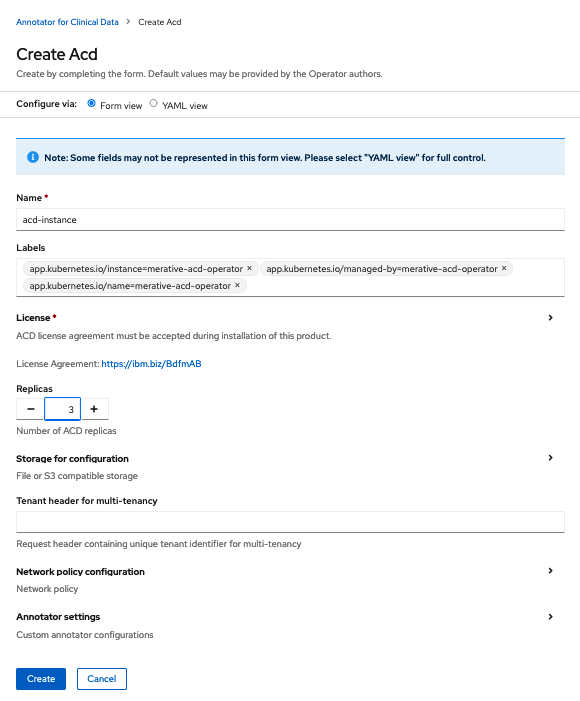 Annotator for Clinical Data > Create Acd
Create Acd
Create by completing the form. Default values may be provided by the Operator authors.
Configure via: Form view YAML view
Note: Some fields may not be represented in this form view. Please select "YAML view" for full control.
Name *
acd-instance
Labels
app.kubernetes.io/instance=merative-acd-operator × app.kubernetes.io/managed-by=merative-acd-operator ×
app.kubernetes.io/name=merative-acd-operator ×
License *
ACD license agreement must be accepted during installation of this product.
License Agreement: https://ibm.biz/BdfmAB
Replicas
− 3 +
Number of ACD replicas
Storage for configuration
File or S3 compatible storage
Tenant header for multi-tenancy
Request header containing unique tenant identifier for multi-tenancy
Network policy configuration
Network policy
Annotator settings
Custom annotator configurations
Create Cancel